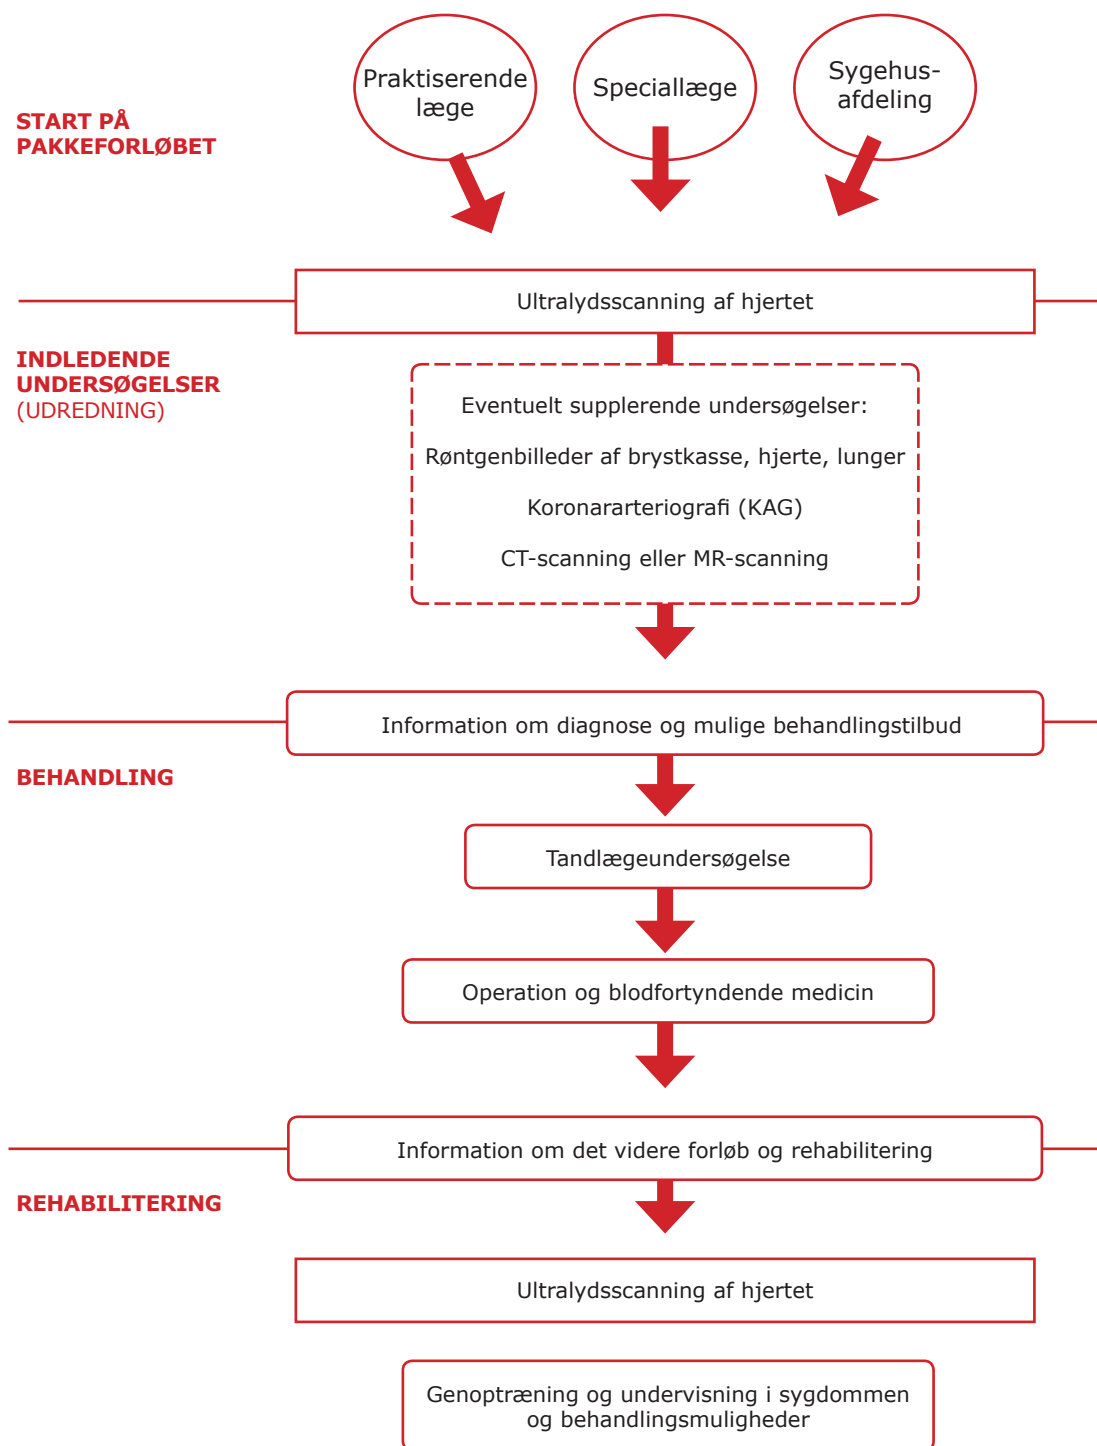 Praktiserende
læge
Speciallæge
Sygehus-
afdeling
START PÅ
PAKKEFORLØBET
Ultralydsscanning af hjertet
INDLEDENDE
UNDERSØGELSER
(UDREDNING)
Eventuelt supplerende undersøgelser:
Røntgenbilleder af brystkasse, hjerte, lunger
Koronararteriografi (KAG)
CT-scanning eller MR-scanning
Information om diagnose og mulige behandlingstilbud
BEHANDLING
Tandlægeundersøgelse
Operation og blodfortyndende medicin
Information om det videre forløb og rehabilitering
REHABILITERING
Ultralydsscanning af hjertet
Genoptræning og undervisning i sygdommen
og behandlingsmuligheder